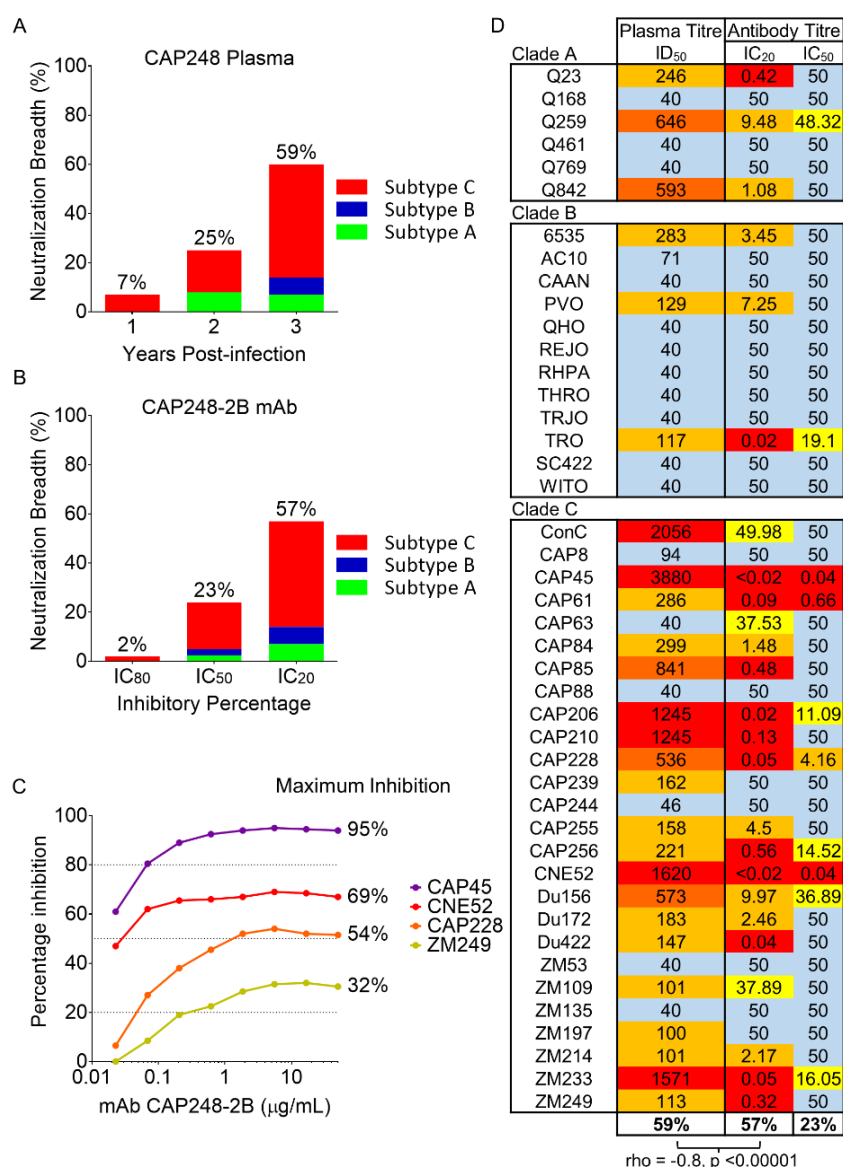 A
CAP248 Plasma
Neutralization Breadth (%)
100
80
60
40
20
0
7%
25%
59%
1 2 3
Years Post-infection
Subtype C
Subtype B
Subtype A
B
CAP248-2B mAb
Neutralization Breadth (%)
100
80
60
40
20
0
2%
23%
57%
IC80 IC50 IC20
Inhibitory Percentage
Subtype C
Subtype B
Subtype A
C
Maximum Inhibition
Percentage inhibition
100
80
60
40
20
0
95%
69%
54%
32%
CAP45
CNE52
CAP228
ZM249
0.01 0.1 1 10
mAb CAP248-2B (μg/mL)
D
Plasma Titre Antibody Titre
Clade A ID50 IC20 IC50
Q23 246 0.42 50
Q168 40 50 50
Q259 646 9.48 48.32
Q461 40 50 50
Q769 40 50 50
Q842 593 1.08 50
Clade B
6535 283 3.45 50
AC10 71 50 50
CAAN 40 50 50
PVO 129 7.25 50
QHO 40 50 50
REJO 40 50 50
RHPA 40 50 50
THRO 40 50 50
TRJO 40 50 50
TRO 117 0.02 19.1
SC422 40 50 50
WITO 40 50 50
Clade C
ConC 2056 49.98 50
CAP8 94 50 50
CAP45 3880 <0.02 0.04
CAP61 286 0.09 0.66
CAP63 40 37.53 50
CAP84 299 1.48 50
CAP85 841 0.48 50
CAP88 40 50 50
CAP206 1245 0.02 11.09
CAP210 1245 0.13 50
CAP228 536 0.05 4.16
CAP239 162 50 50
CAP244 46 50 50
CAP255 158 4.5 50
CAP256 221 0.56 14.52
CNE52 1620 <0.02 0.04
Du156 573 9.97 36.89
Du172 183 2.46 50
Du422 147 0.04 50
ZM53 40 50 50
ZM109 101 37.89 50
ZM135 40 50 50
ZM197 100 50 50
ZM214 101 2.17 50
ZM233 1571 0.05 16.05
ZM249 113 0.32 50
59% 57% 23%
rho = -0.8, p <0.00001